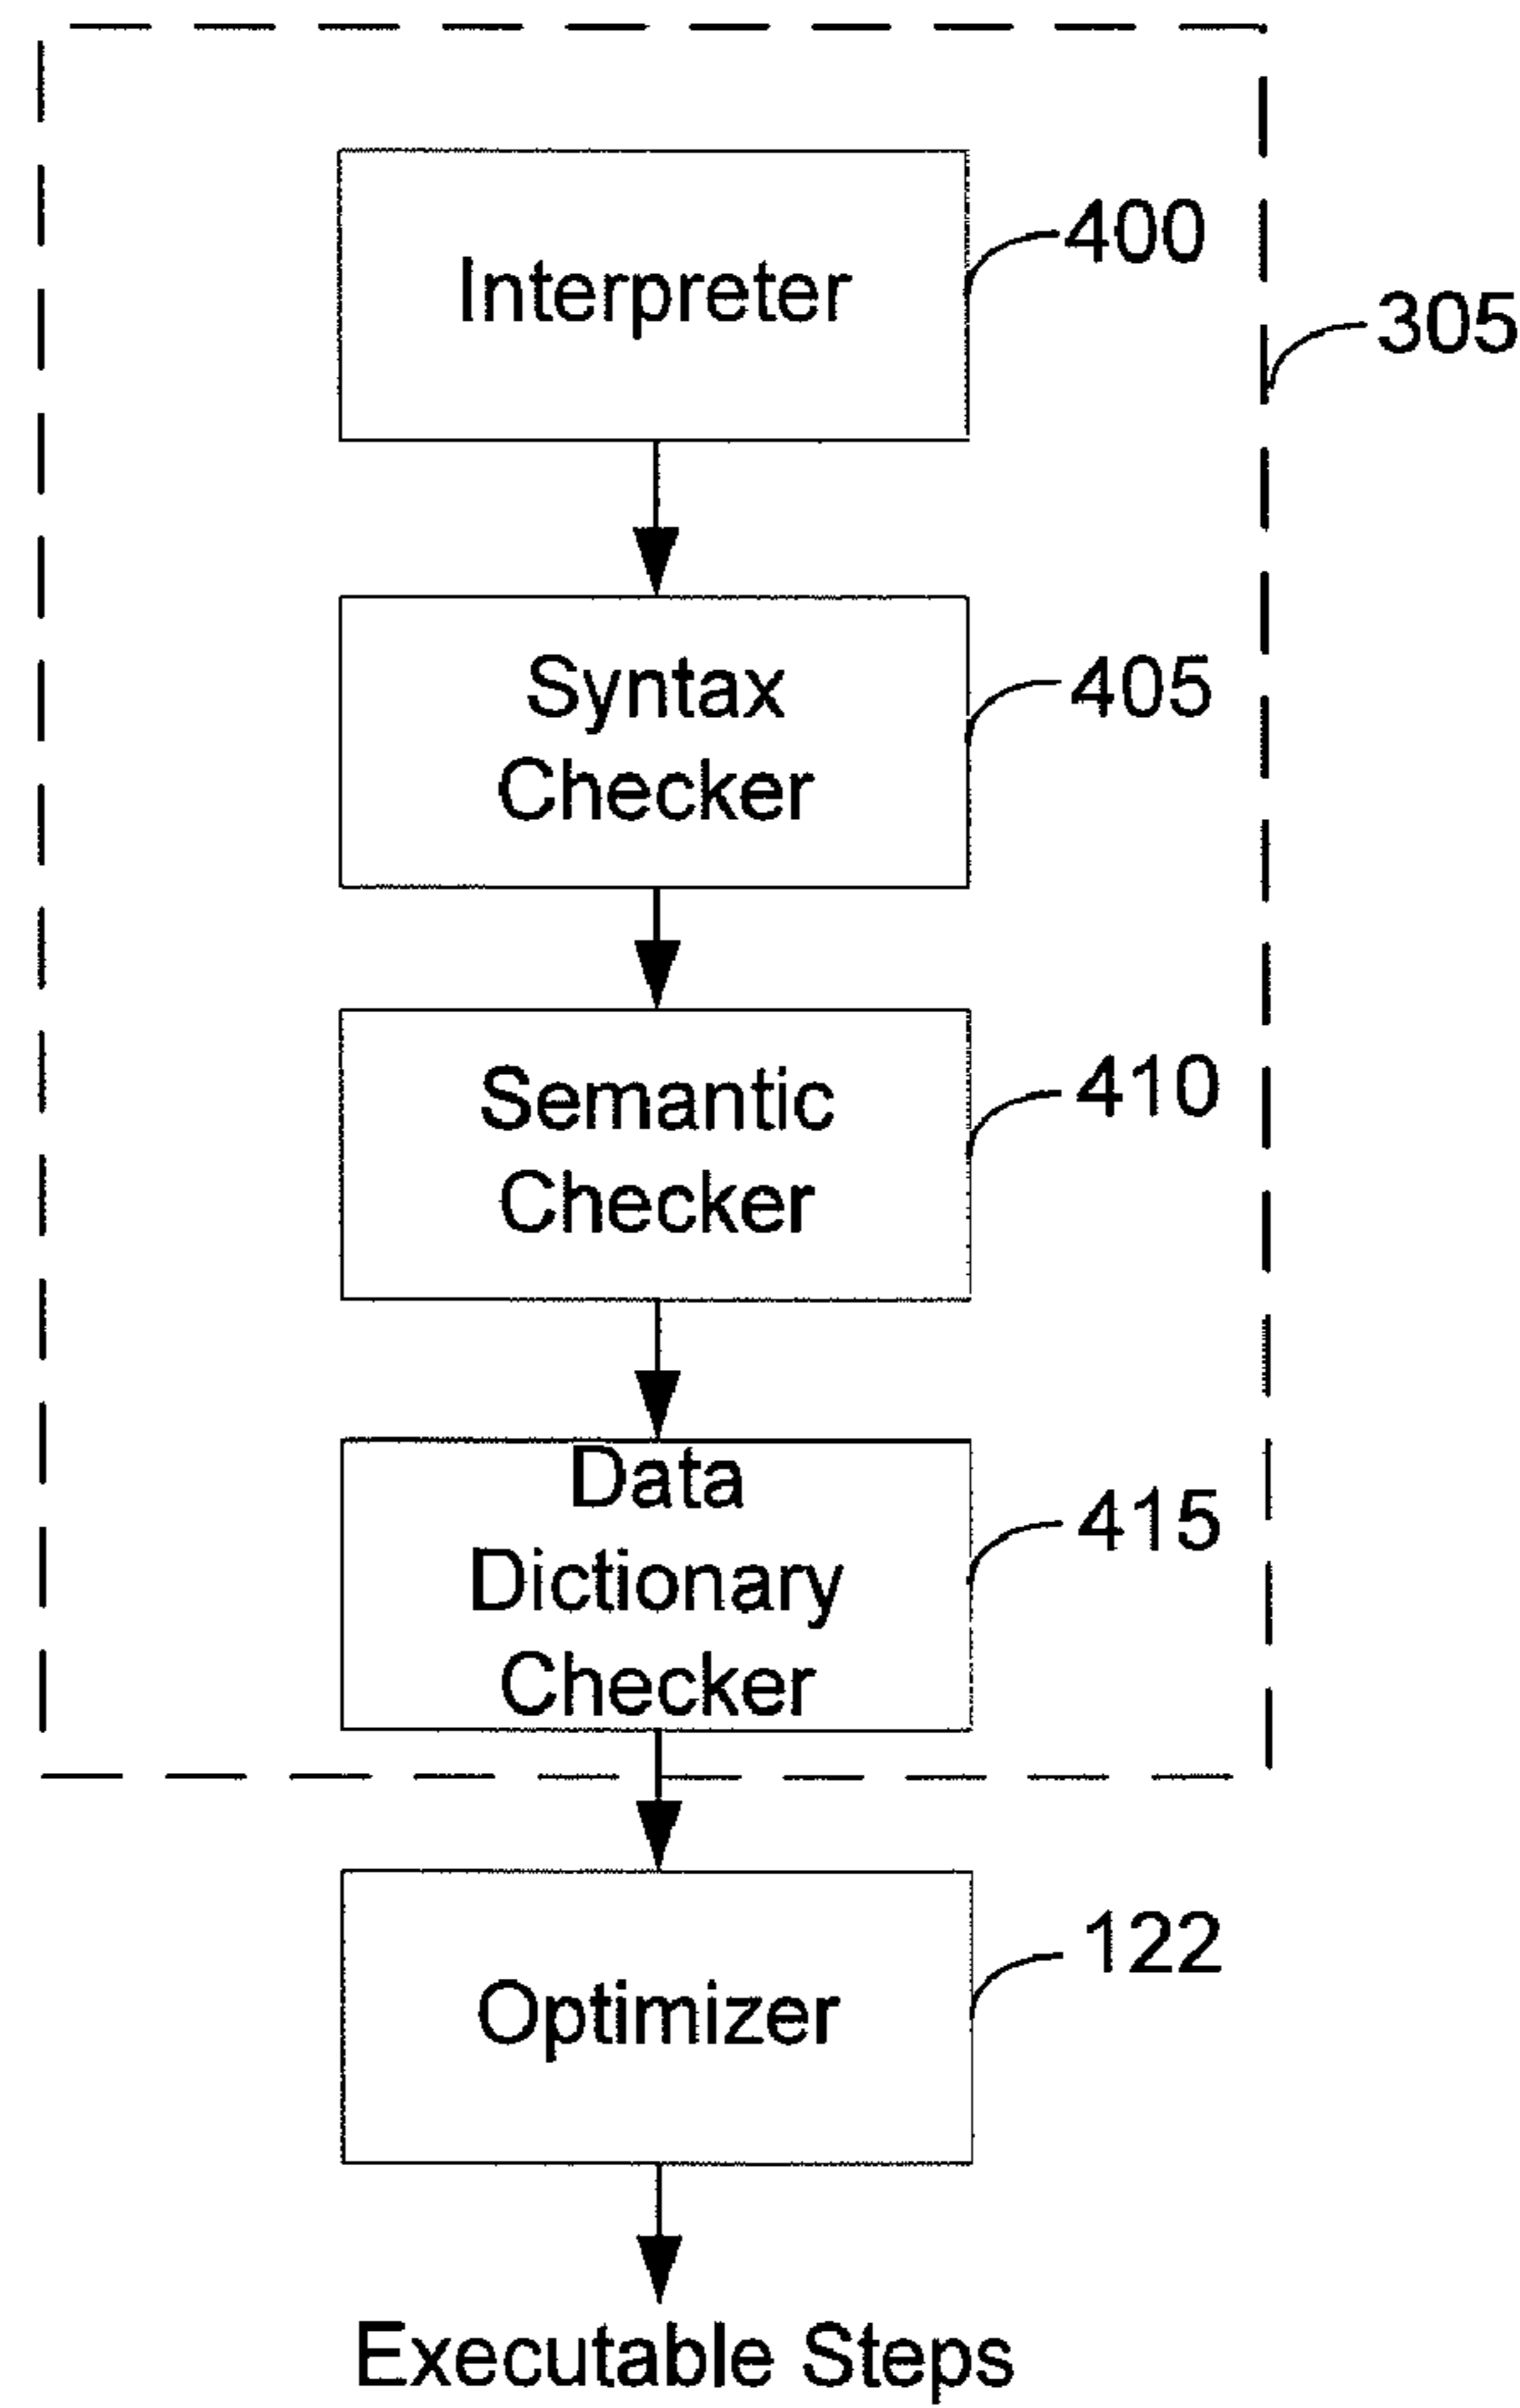 Interpreter
400
305
Syntax
Checker
405
Semantic
Checker
410
Data
Dictionary
Checker
415
Optimizer
122
Executable Steps